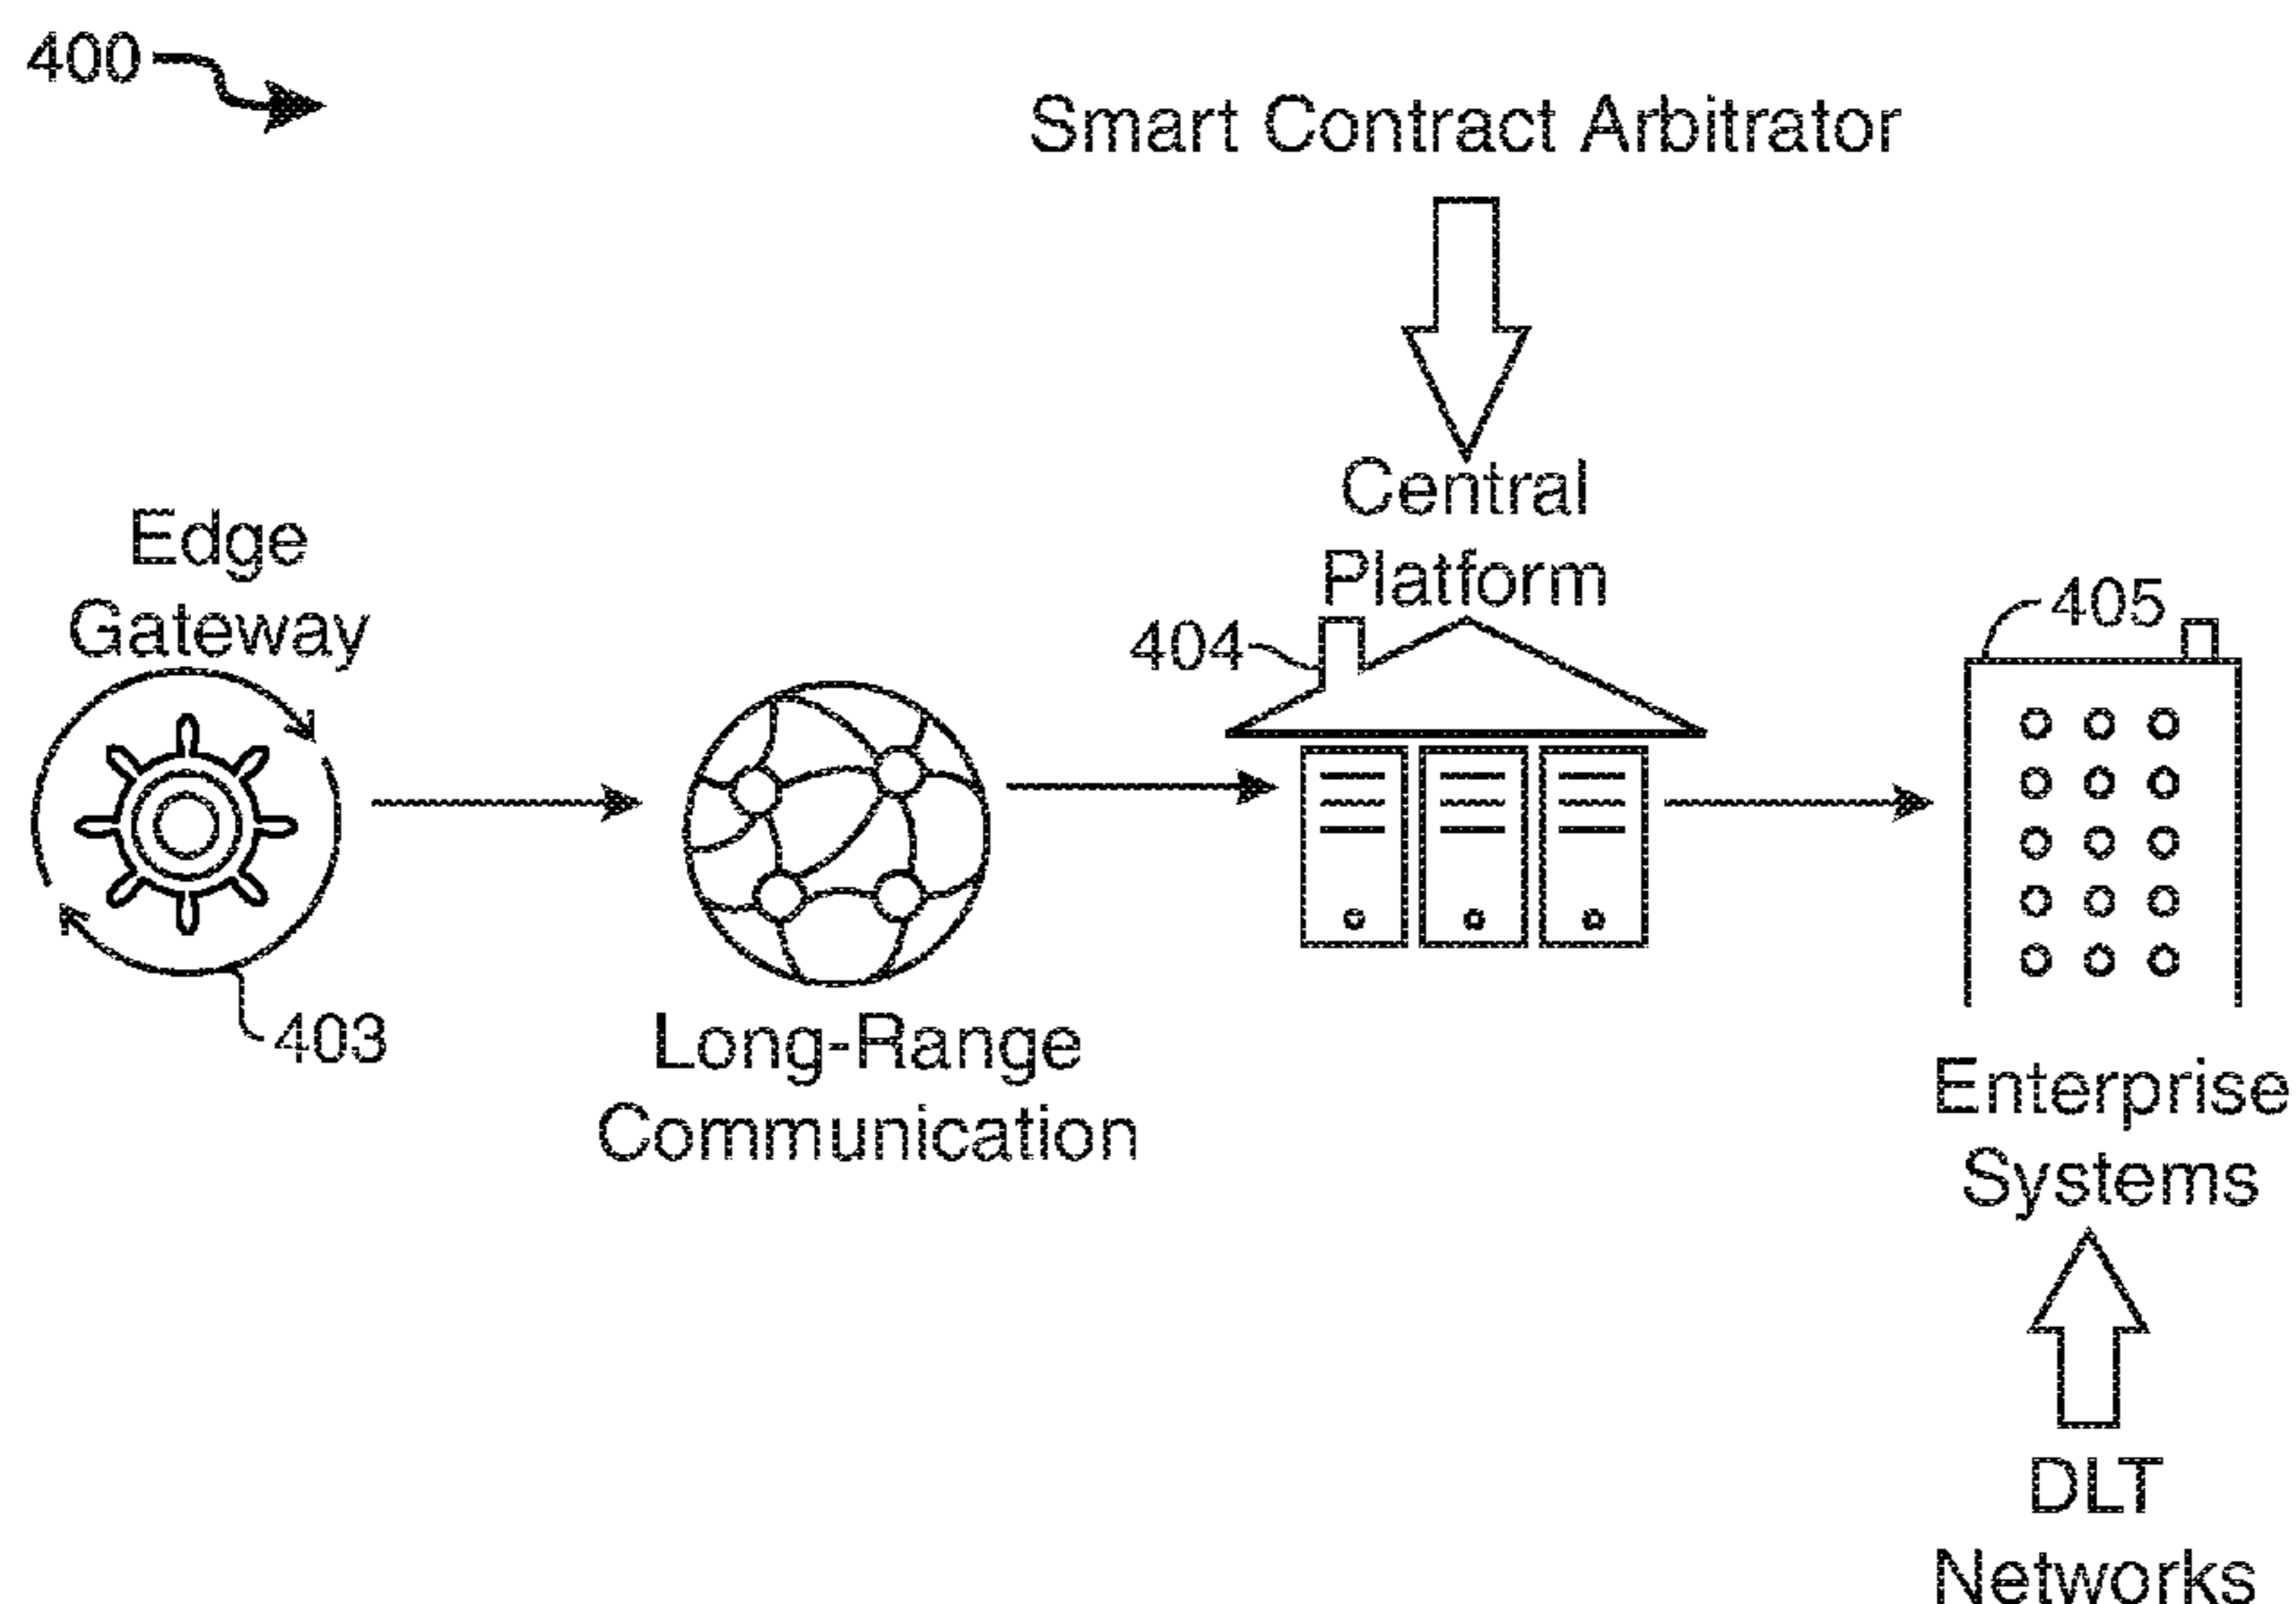 400
Smart Contract Arbitrator
Central
Platform
Edge
Gateway
404
405
403
Long-Range
Communication
Enterprise
Systems
DLT
Networks